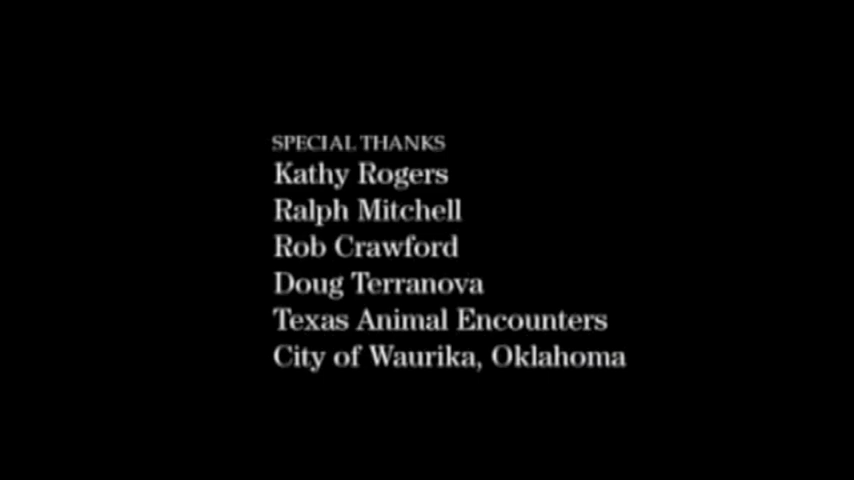 SPECIAL THANKS
Kathy Rogers
Ralph Mitchell
Rob Crawford
Doug Terranova
Texas Animal Encounters
City of Waurika, Oklahoma